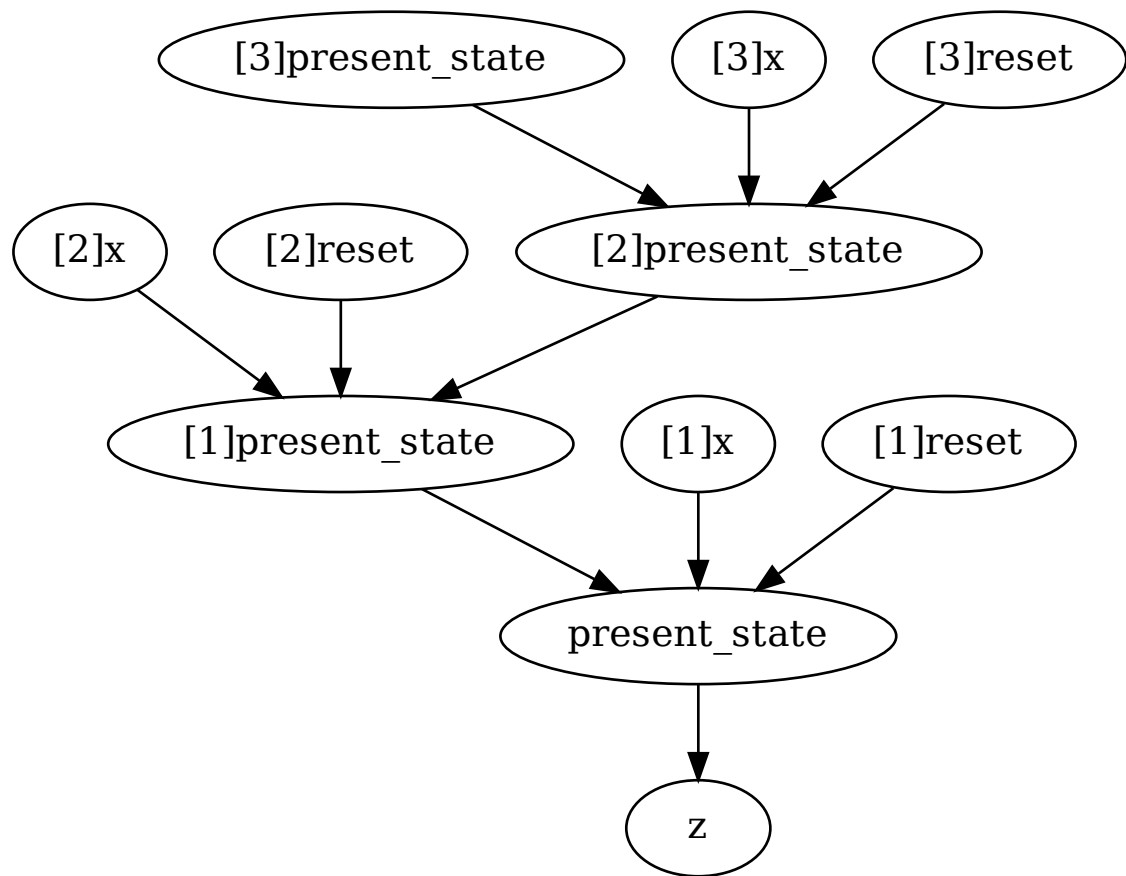 [3]present_state
[3]x
[3]reset
[2]x
[2]reset
[2]present_state
[1]present_state
[1]x
[1]reset
present_state
z